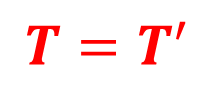 T = T′